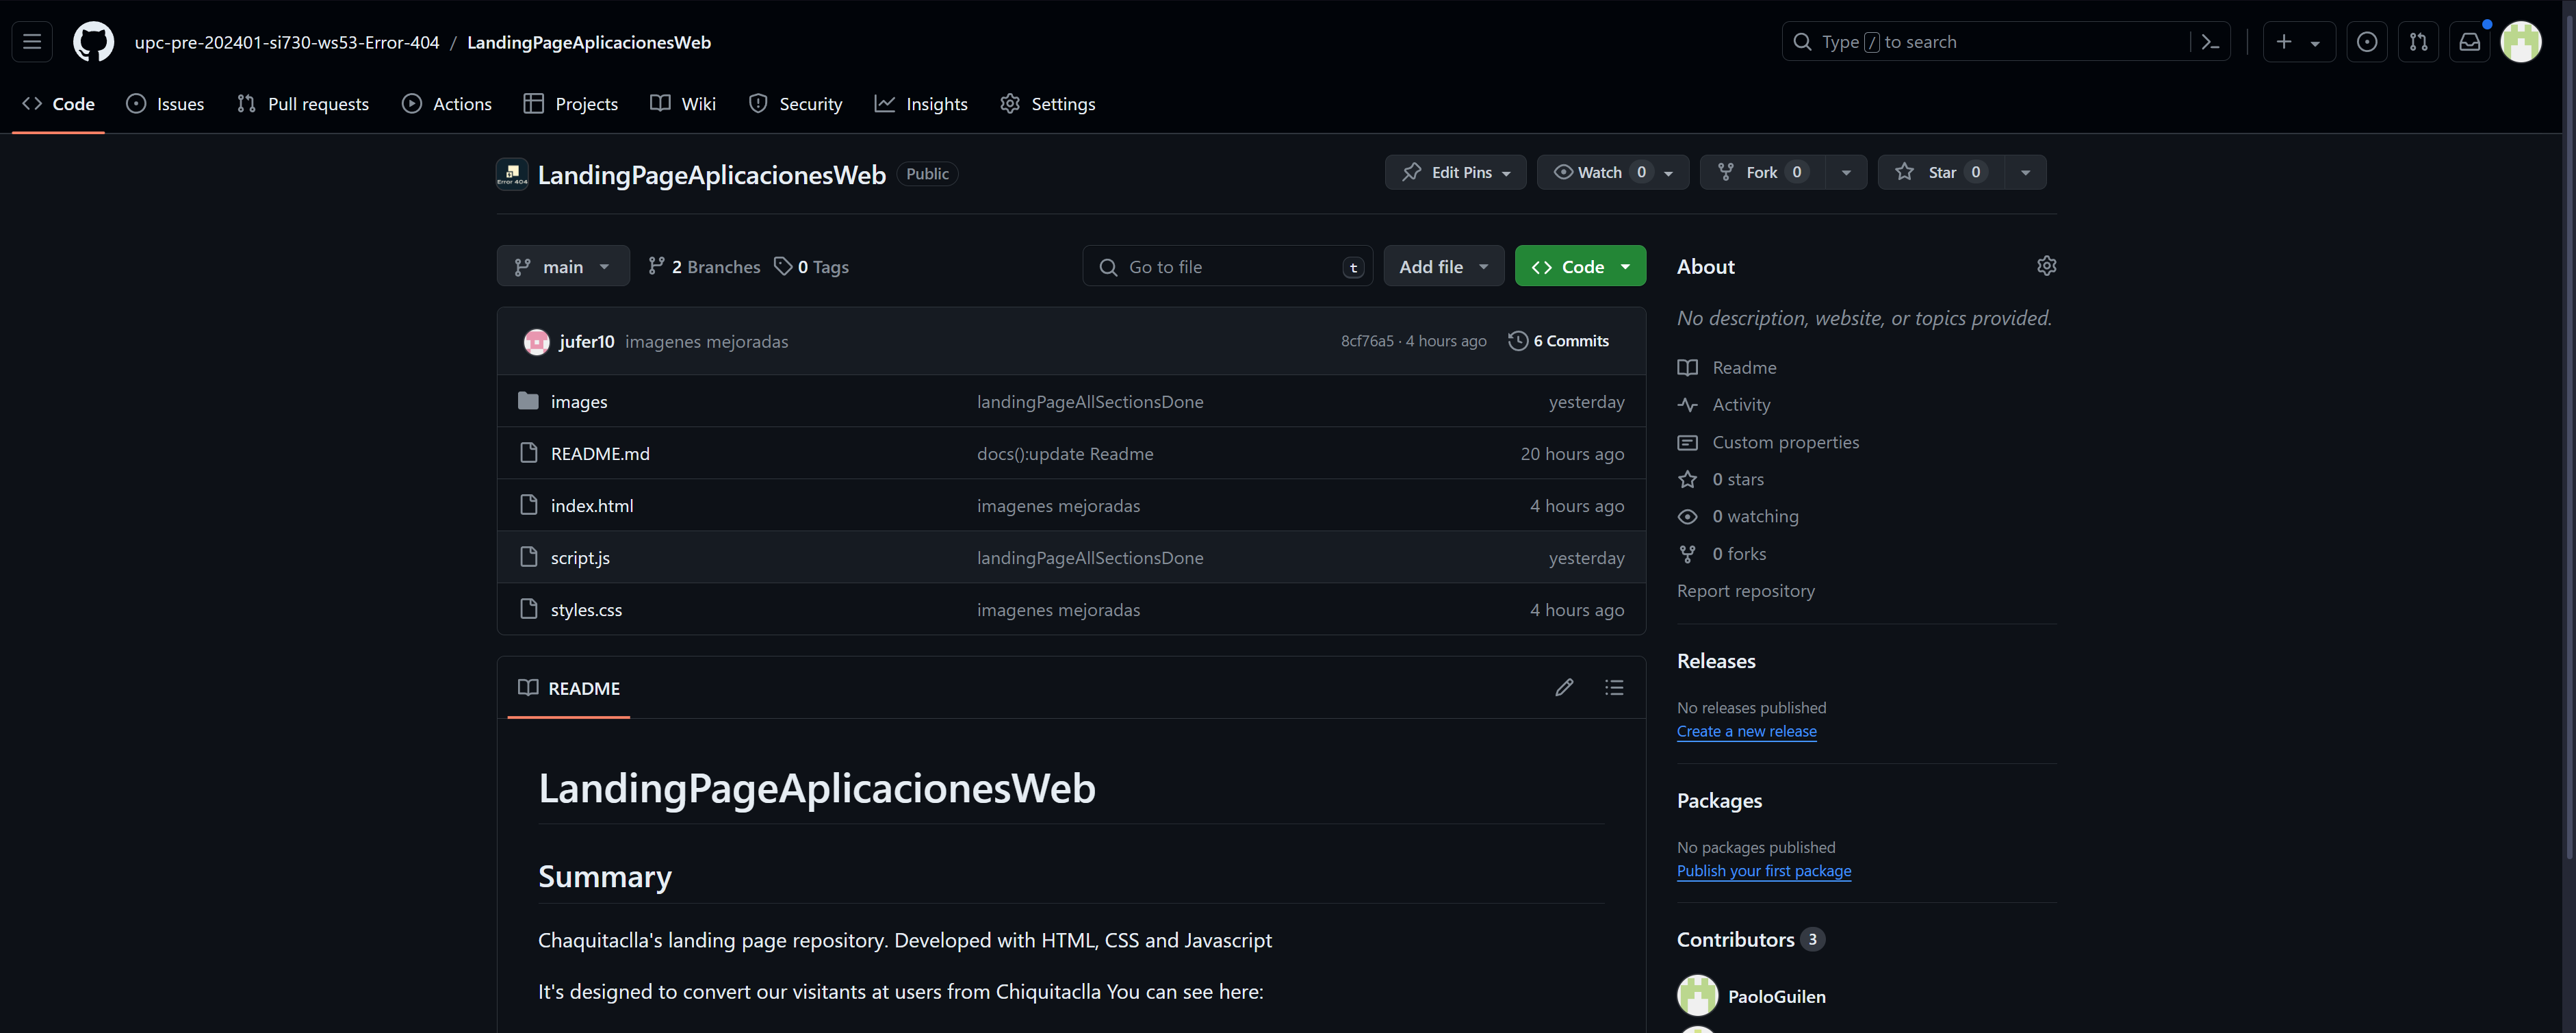 upc-pre-202401-si730-ws53-Error-404 / LandingPageAplicacionesWeb
Type / to search
Code Issues Pull requests Actions Projects Wiki Security Insights Settings
Error 404
LandingPageAplicacionesWeb Public
Edit Pins Watch 0 Fork 0 Star 0
main 2 Branches 0 Tags
Go to file t Add file Code
jufer10 imagenes mejoradas 8cf76a5 · 4 hours ago 6 Commits
images landingPageAllSectionsDone yesterday
README.md docs():update Readme 20 hours ago
index.html imagenes mejoradas 4 hours ago
script.js landingPageAllSectionsDone yesterday
styles.css imagenes mejoradas 4 hours ago
README
LandingPageAplicacionesWeb
Summary
Chaquitaclla's landing page repository. Developed with HTML, CSS and Javascript
It's designed to convert our visitants at users from Chiquitaclla You can see here:
About
No description, website, or topics provided.
Readme
Activity
Custom properties
0 stars
0 watching
0 forks
Report repository
Releases
No releases published
Create a new release
Packages
No packages published
Publish your first package
Contributors 3
PaoloGuilen